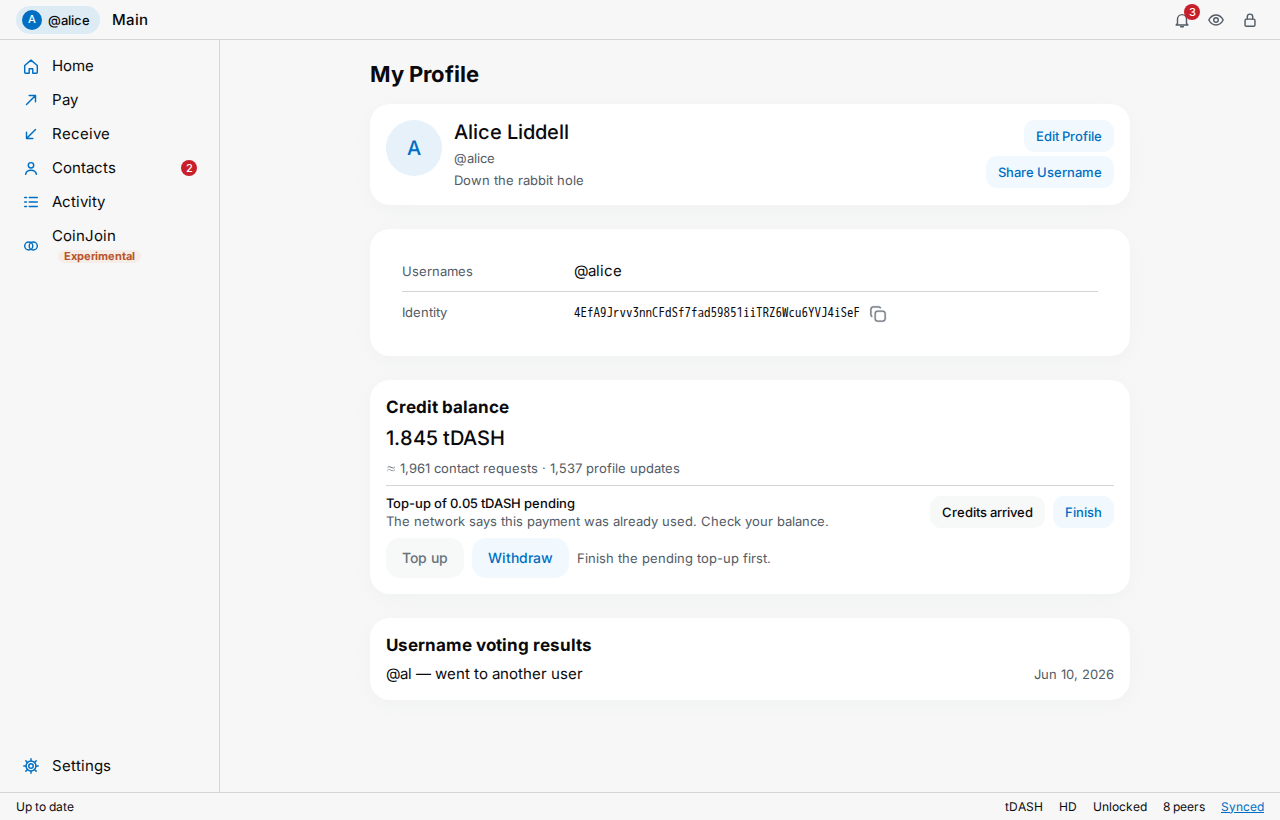 A @alice Main 3
Home
Pay
Receive
Contacts 2
Activity
CoinJoin
Experimental
Settings
My Profile
A
Alice Liddell
@alice
Down the rabbit hole
Edit Profile
Share Username
Usernames @alice
Identity 4EfA9Jrvv3nnCFdSf7fad59851iiTRZ6Wcu6YVJ4iSeF
Credit balance
1.845 tDASH
≈ 1,961 contact requests · 1,537 profile updates
Top-up of 0.05 tDASH pending
The network says this payment was already used. Check your balance.
Credits arrived Finish
Top up Withdraw Finish the pending top-up first.
Username voting results
@al — went to another user Jun 10, 2026
Up to date tDASH HD Unlocked 8 peers Synced